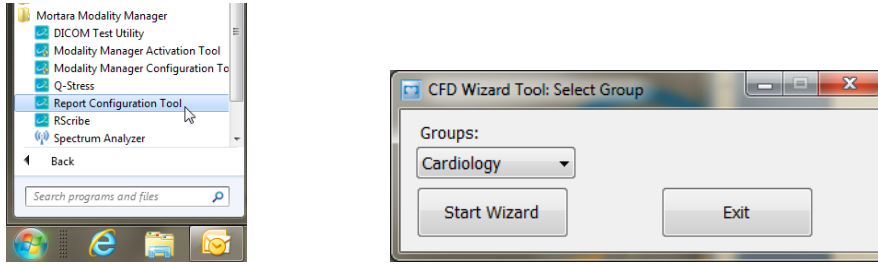 Mortara Modality Manager
DICOM Test Utility
Modality Manager Activation Tool
Modality Manager Configuration To
Q-Stress
Report Configuration Tool
RScribe
Spectrum Analyzer
Back
Search programs and files
CFD Wizard Tool: Select Group
Groups:
Cardiology
Start Wizard
Exit